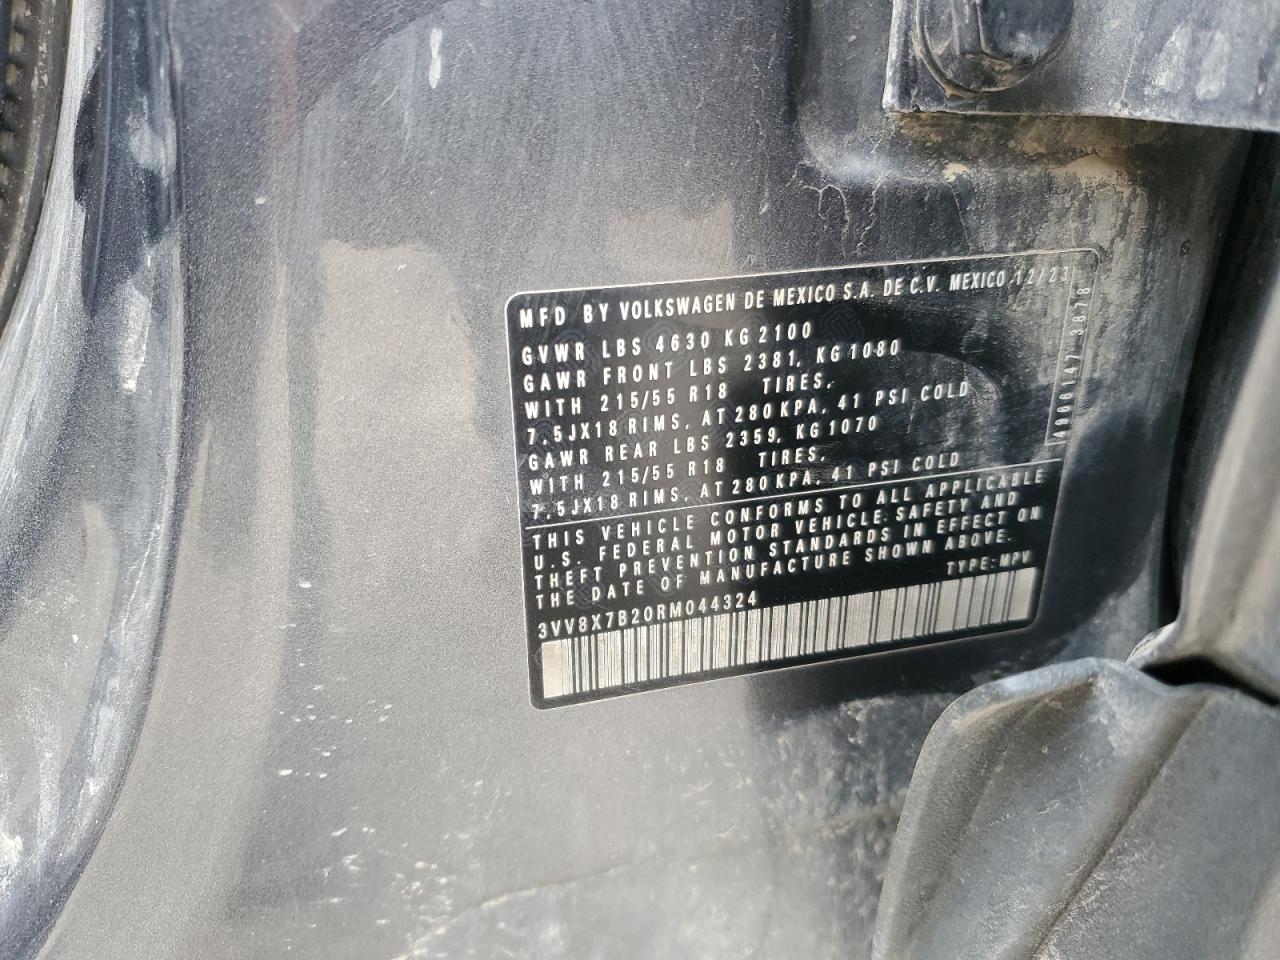 MFD BY VOLKSWAGEN DE MEXICO S.A. DE C.V. MEXICO 12/23
GVWR LBS 4630 KG 2100
GAWR FRONT LBS 2381, KG 1080
WITH 215/55 R18 TIRES,
7.5JX18 RIMS, AT 280 KPA, 41 PSI COLD
GAWR REAR LBS 2359, KG 1070
WITH 215/55 R18 TIRES,
7.5JX18 RIMS, AT 280 KPA, 41 PSI COLD
THIS VEHICLE CONFORMS TO ALL APPLICABLE
U.S. FEDERAL MOTOR VEHICLE SAFETY AND
THEFT PREVENTION STANDARDS IN EFFECT ON
THE DATE OF MANUFACTURE SHOWN ABOVE.
TYPE: MPV
3VV8X7B20RM044324